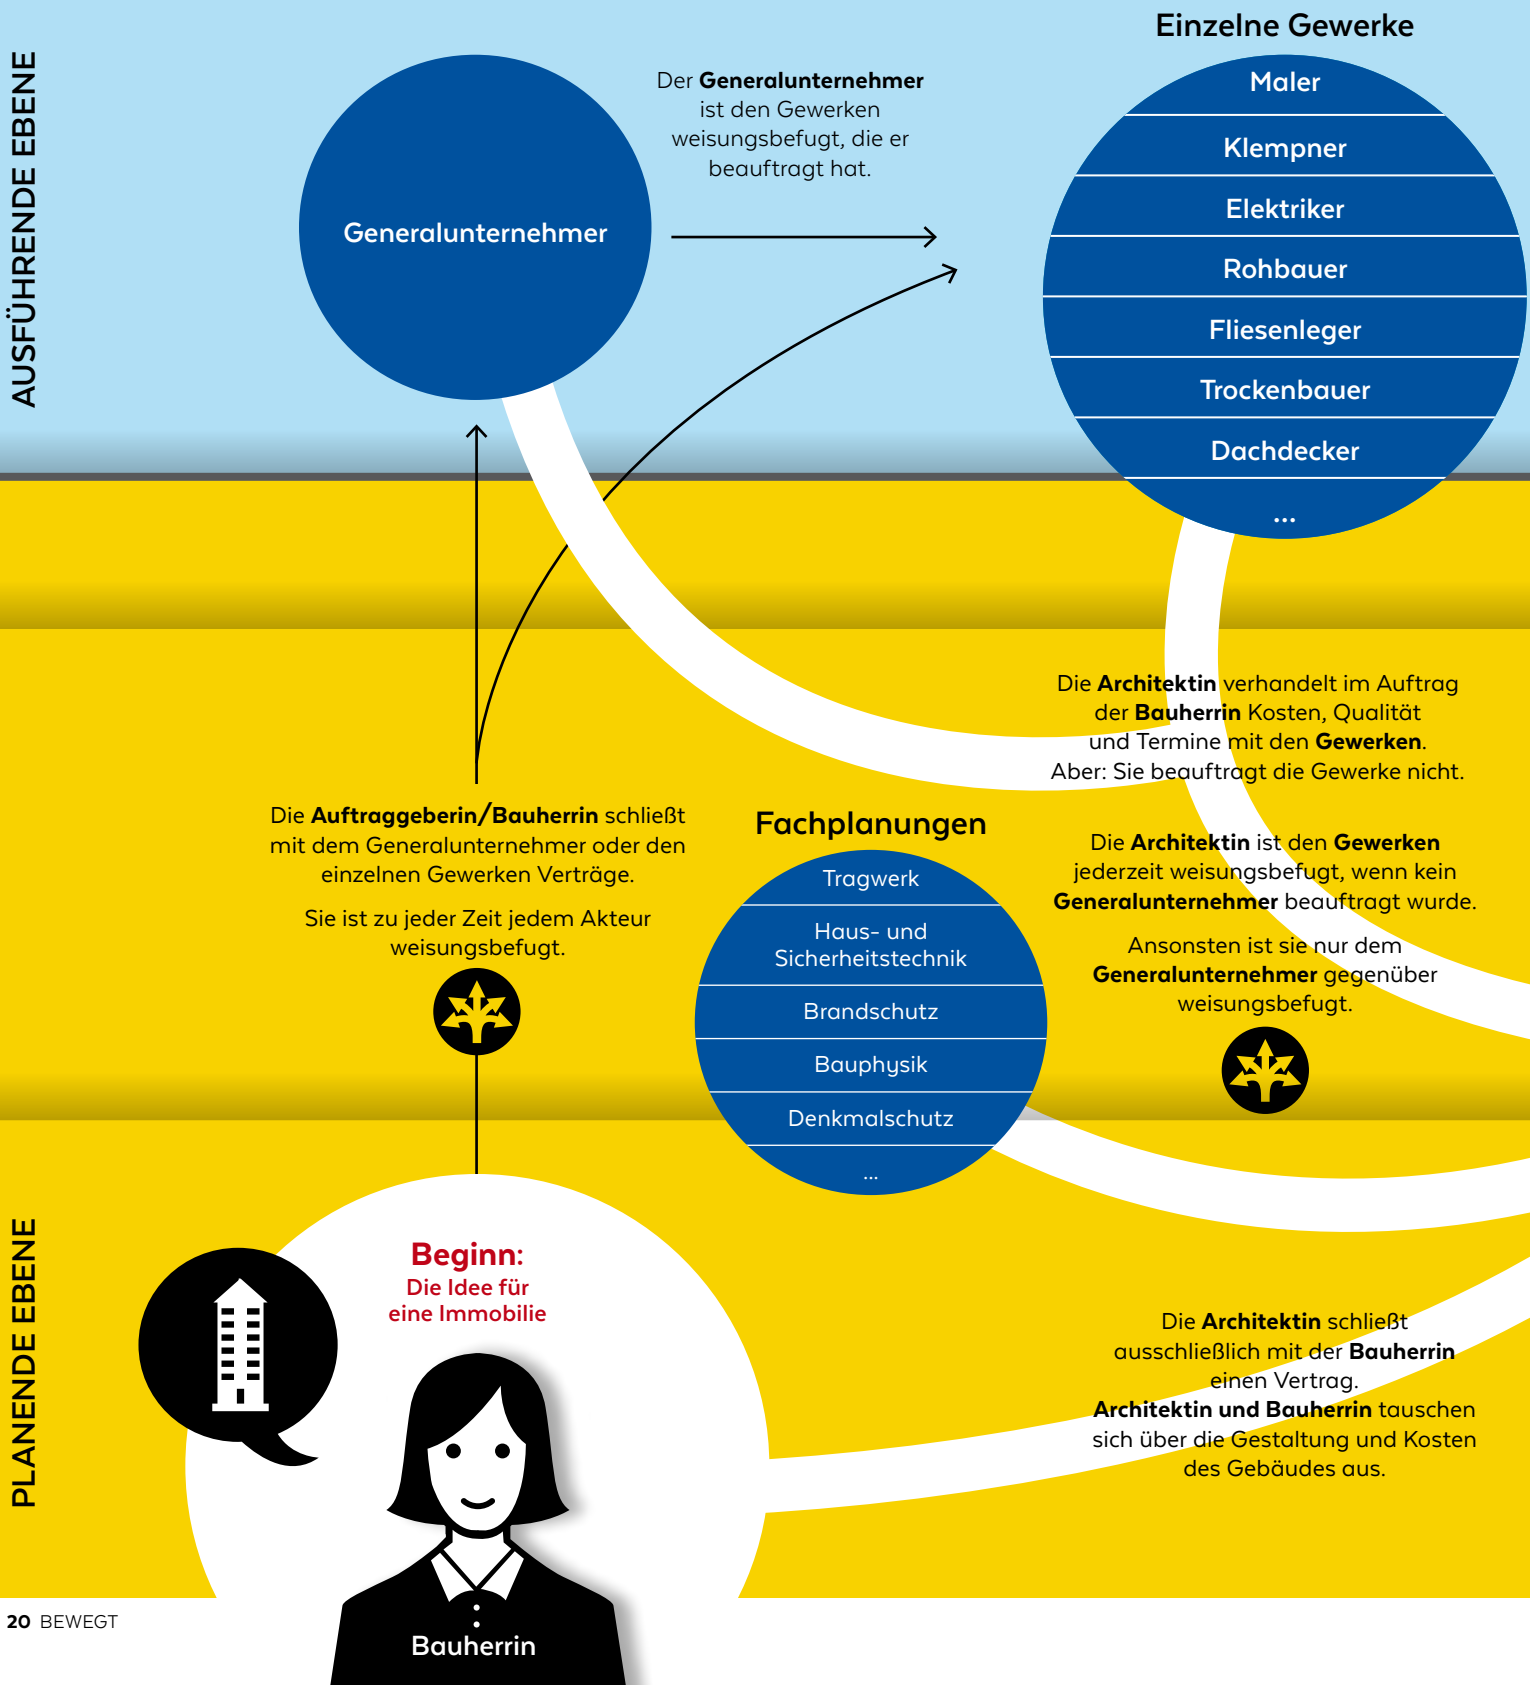 AUSFÜHRENDE EBENE
Generalunternehmer
Der Generalunternehmer
ist den Gewerken
weisungsbefugt, die er
beauftragt hat.
Einzelne Gewerke
Maler
Klempner
Elektriker
Rohbauer
Fliesenleger
Trockenbauer
Dachdecker
...
Die Architektin verhandelt im Auftrag
der Bauherrin Kosten, Qualität
und Termine mit den Gewerken.
Aber: Sie beauftragt die Gewerke nicht.
Die Auftraggeberin/Bauherrin schließt
mit dem Generalunternehmer oder den
einzelnen Gewerken Verträge.
Sie ist zu jeder Zeit jedem Akteur
weisungsbefugt.
Fachplanungen
Tragwerk
Haus- und
Sicherheitstechnik
Brandschutz
Bauphysik
Denkmalschutz
...
Die Architektin ist den Gewerken
jederzeit weisungsbefugt, wenn kein
Generalunternehmer beauftragt wurde.
Ansonsten ist sie nur dem
Generalunternehmer gegenüber
weisungsbefugt.
PLANENDE EBENE
Beginn:
Die Idee für
eine Immobilie
Die Architektin schließt
ausschließlich mit der Bauherrin
einen Vertrag.
Architektin und Bauherrin tauschen
sich über die Gestaltung und Kosten
des Gebäudes aus.
Bauherrin
20 BEWEGT